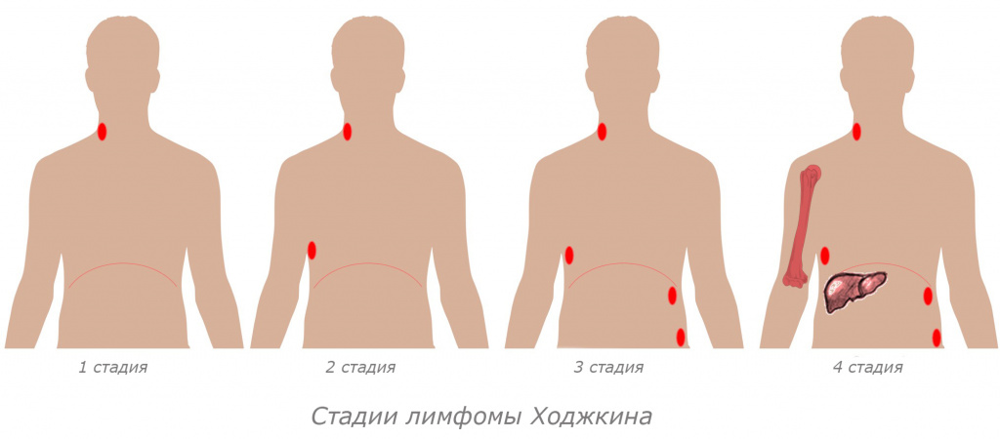 1 стадия
2 стадия
3 стадия
4 стадия
Стадии лимфомы Ходжкина